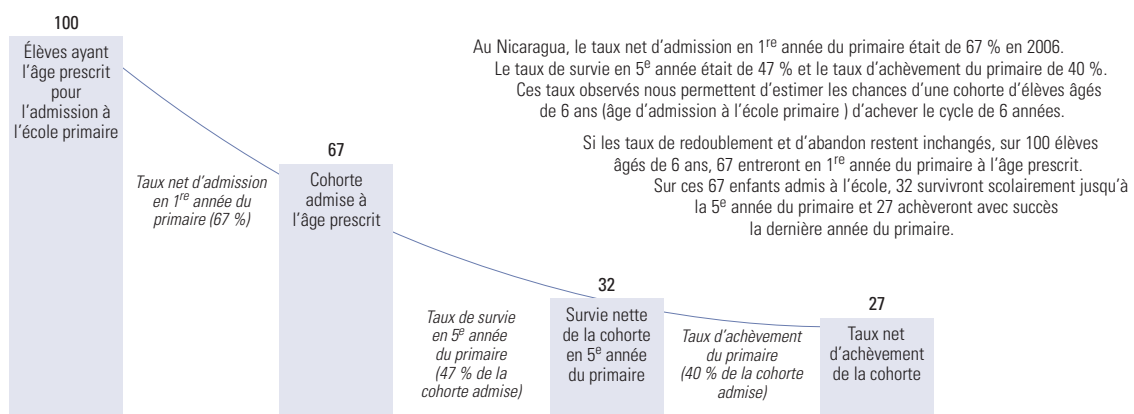 100
Élèves ayant
l'âge prescrit
pour
l'admission à
l'école primaire
Taux net d'admission
en 1re année du
primaire (67 %)
67
Cohorte
admise à
l'âge prescrit
Taux de survie
en 5e année
du primaire
(47 % de la
cohorte admise)
32
Survie nette
de la cohorte
en 5e année
du primaire
Taux d'achèvement
du primaire
(40 % de la cohorte
admise)
27
Taux net
d'achèvement
de la cohorte
Au Nicaragua, le taux net d'admission en 1re année du primaire était de 67 % en 2006.
Le taux de survie en 5e année était de 47 % et le taux d'achèvement du primaire de 40 %.
Ces taux observés nous permettent d'estimer les chances d'une cohorte d'élèves âgés
de 6 ans (âge d'admission à l'école primaire ) d'achever le cycle de 6 années.
Si les taux de redoublement et d'abandon restent inchangés, sur 100 élèves
âgés de 6 ans, 67 entreront en 1re année du primaire à l'âge prescrit.
Sur ces 67 enfants admis à l'école, 32 survivront scolairement jusqu'à
la 5e année du primaire et 27 achèveront avec succès
la dernière année du primaire.